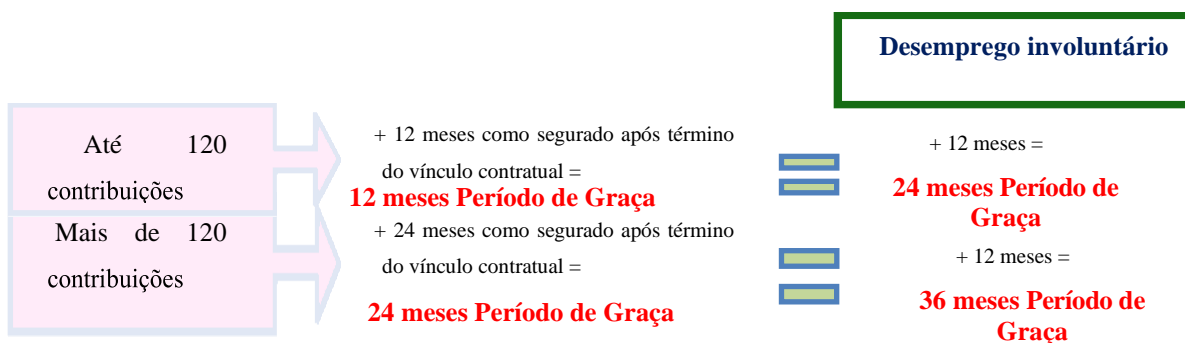 Desemprego involuntário
Até 120
contribuições
+ 12 meses como segurado após término
do vínculo contratual =
12 meses Período de Graça
+ 12 meses =
24 meses Período de
Graça
Mais de 120
contribuições
+ 24 meses como segurado após término
do vínculo contratual =
24 meses Período de Graça
+ 12 meses =
36 meses Período de
Graça